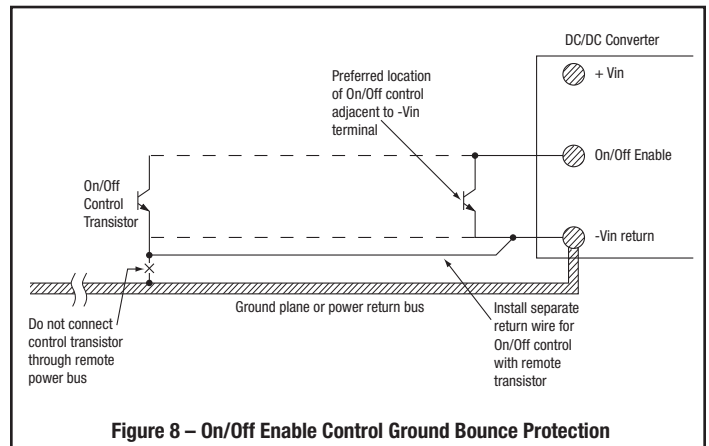 DC/DC Converter
+ Vin
Preferred location
of On/Off control
adjacent to -Vin
terminal
On/Off Enable
On/Off
Control
Transistor
-Vin return
Ground plane or power return bus
Do not connect
control transistor
through remote
power bus
Install separate
return wire for
On/Off control
with remote
transistor
Figure 8 – On/Off Enable Control Ground Bounce Protection